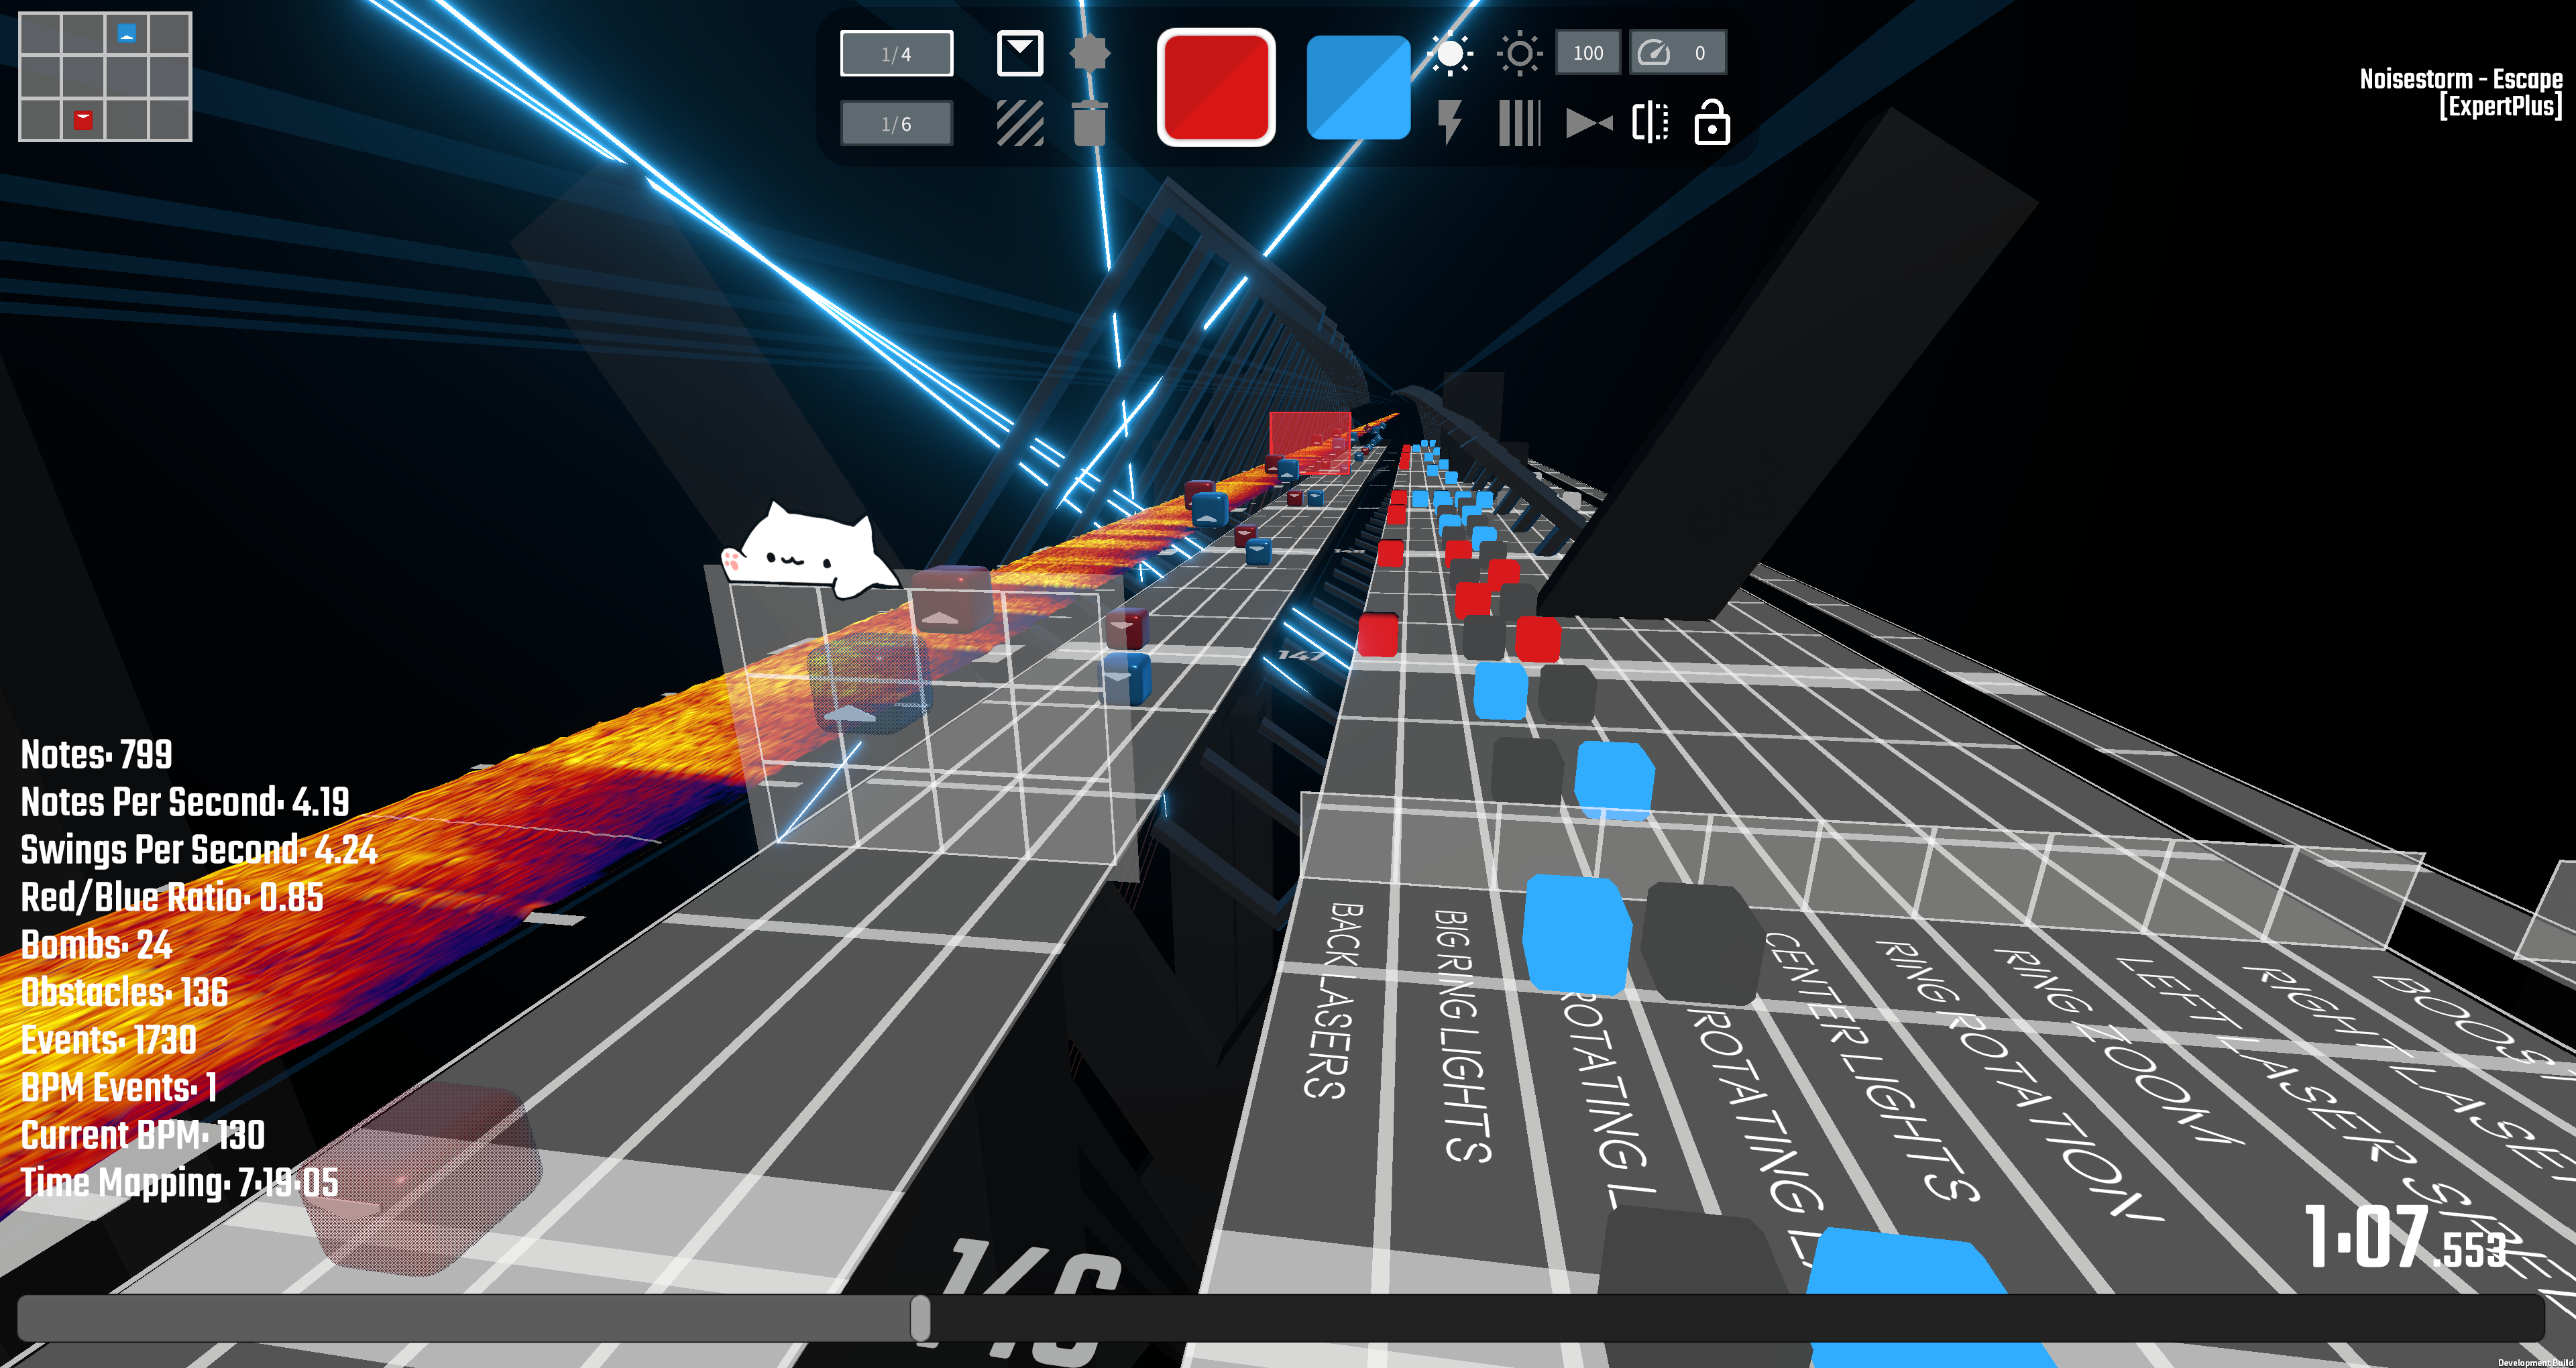 1/4
100
0
1/6
Noisestorm - Escape
[ExpertPlus]
147
Notes: 799
Notes Per Second: 4.19
Swings Per Second: 4.24
Red/Blue Ratio: 0.85
Bombs: 24
Obstacles: 136
Events: 1730
BPM Events: 1
Current BPM: 130
Time Mapping: 7:19:05
BACK LASERS
BIG RING LIGHTS
ROTATING L
ROTATING L
CENTER LIGHTS
RING ROTATION
RING ZOOM
LEFT LASER SPEED
RIGHT LASER
BOOST
146
1:07.553
Development Build